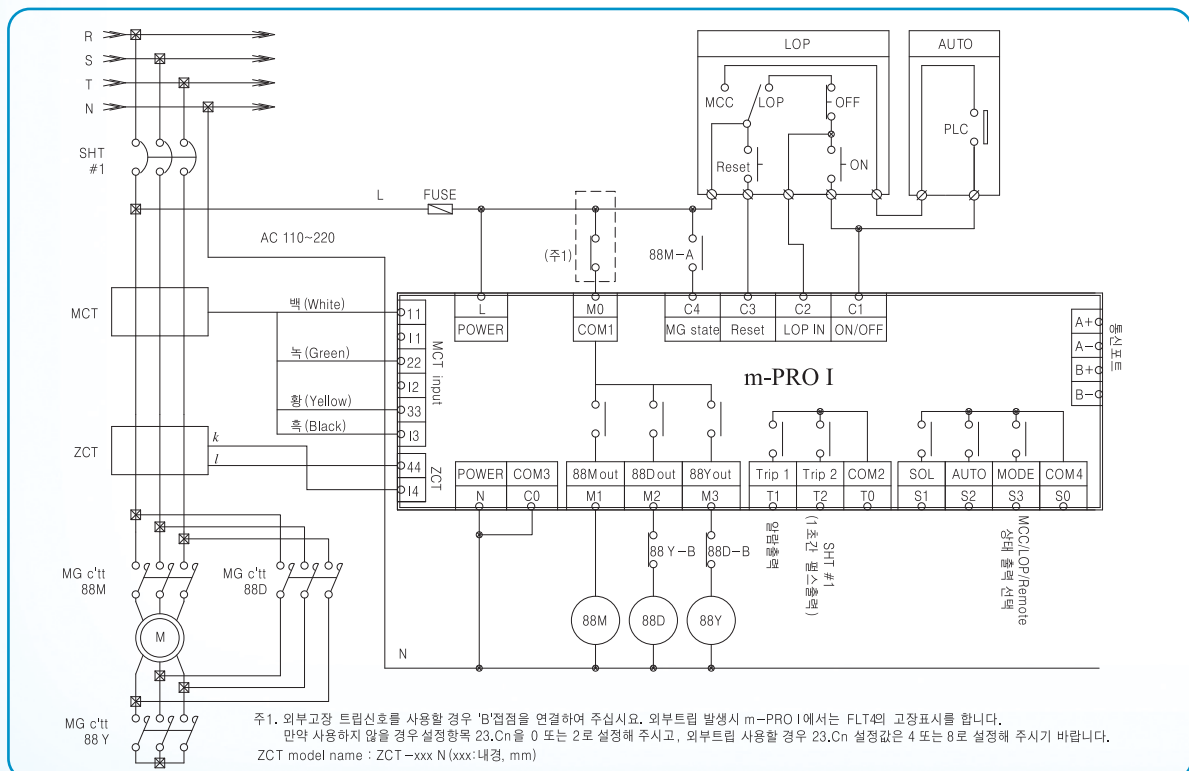 R
S
T
N
SHT
#1
L
FUSE
AC 110~220
(주1)
88M-A
LOP
MCC
LOP
OFF
Reset
ON
AUTO
PLC
MCT
백(White)
녹(Green)
황(Yellow)
흑(Black)
ZCT
k
l
11
I1
22
I2
33
I3
MCT input
44
I4
ZCT
L
POWER
M0
COM1
C4
MG state
C3
Reset
C2
LOP IN
C1
ON/OFF
m-PRO I
A+
A-
B+
B-
통신포트
POWER
N
COM3
C0
88M out
M1
88D out
M2
88Y out
M3
Trip 1
T1
Trip 2
T2
COM2
T0
SOL
S1
AUTO
S2
MODE
S3
COM4
S0
알람출력
SHT #1
(1초간 펄스출력)
MCC/LOP/Remote
상태 출력 선택
88 Y-B
88D-B
88M
88D
88Y
N
MG c'tt
88M
MG c'tt
88D
M
MG c'tt
88 Y
주1. 외부고장 트립신호를 사용할 경우 'B'접점을 연결하여 주십시요. 외부트립 발생시 m-PRO I에서는 FLT4의 고장표시를 합니다.
만약 사용하지 않을 경우 설정항목 23.Cn을 0 또는 2로 설정해 주시고, 외부트립 사용할 경우 23.Cn 설정값은 4 또는 8로 설정해 주시기 바랍니다.
ZCT model name : ZCT-xxx N (xxx:내경, mm)